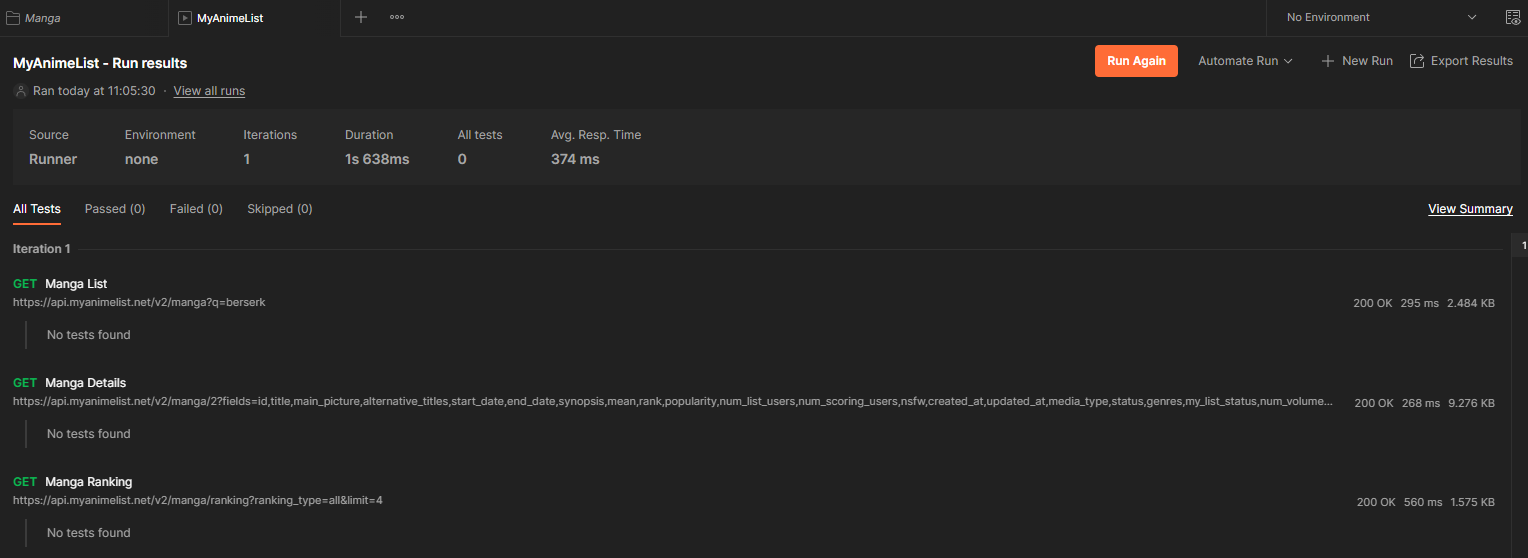 Manga
MyAnimeList
No Environment
MyAnimeList - Run results
Run Again
Automate Run
New Run
Export Results
Ran today at 11:05:30 · View all runs
Source
Environment
Iterations
Duration
All tests
Avg. Resp. Time
Runner
none
1
1s 638ms
0
374 ms
All Tests
Passed (0)
Failed (0)
Skipped (0)
View Summary
Iteration 1
1
GET Manga List
https://api.myanimelist.net/v2/manga?q=berserk
200 OK 295 ms 2.484 KB
No tests found
GET Manga Details
https://api.myanimelist.net/v2/manga/2?fields=id,title,main_picture,alternative_titles,start_date,end_date,synopsis,mean,rank,popularity,num_list_users,num_scoring_users,nsfw,created_at,updated_at,media_type,status,genres,my_list_status,num_volume...
200 OK 268 ms 9.276 KB
No tests found
GET Manga Ranking
https://api.myanimelist.net/v2/manga/ranking?ranking_type=all&limit=4
200 OK 560 ms 1.575 KB
No tests found